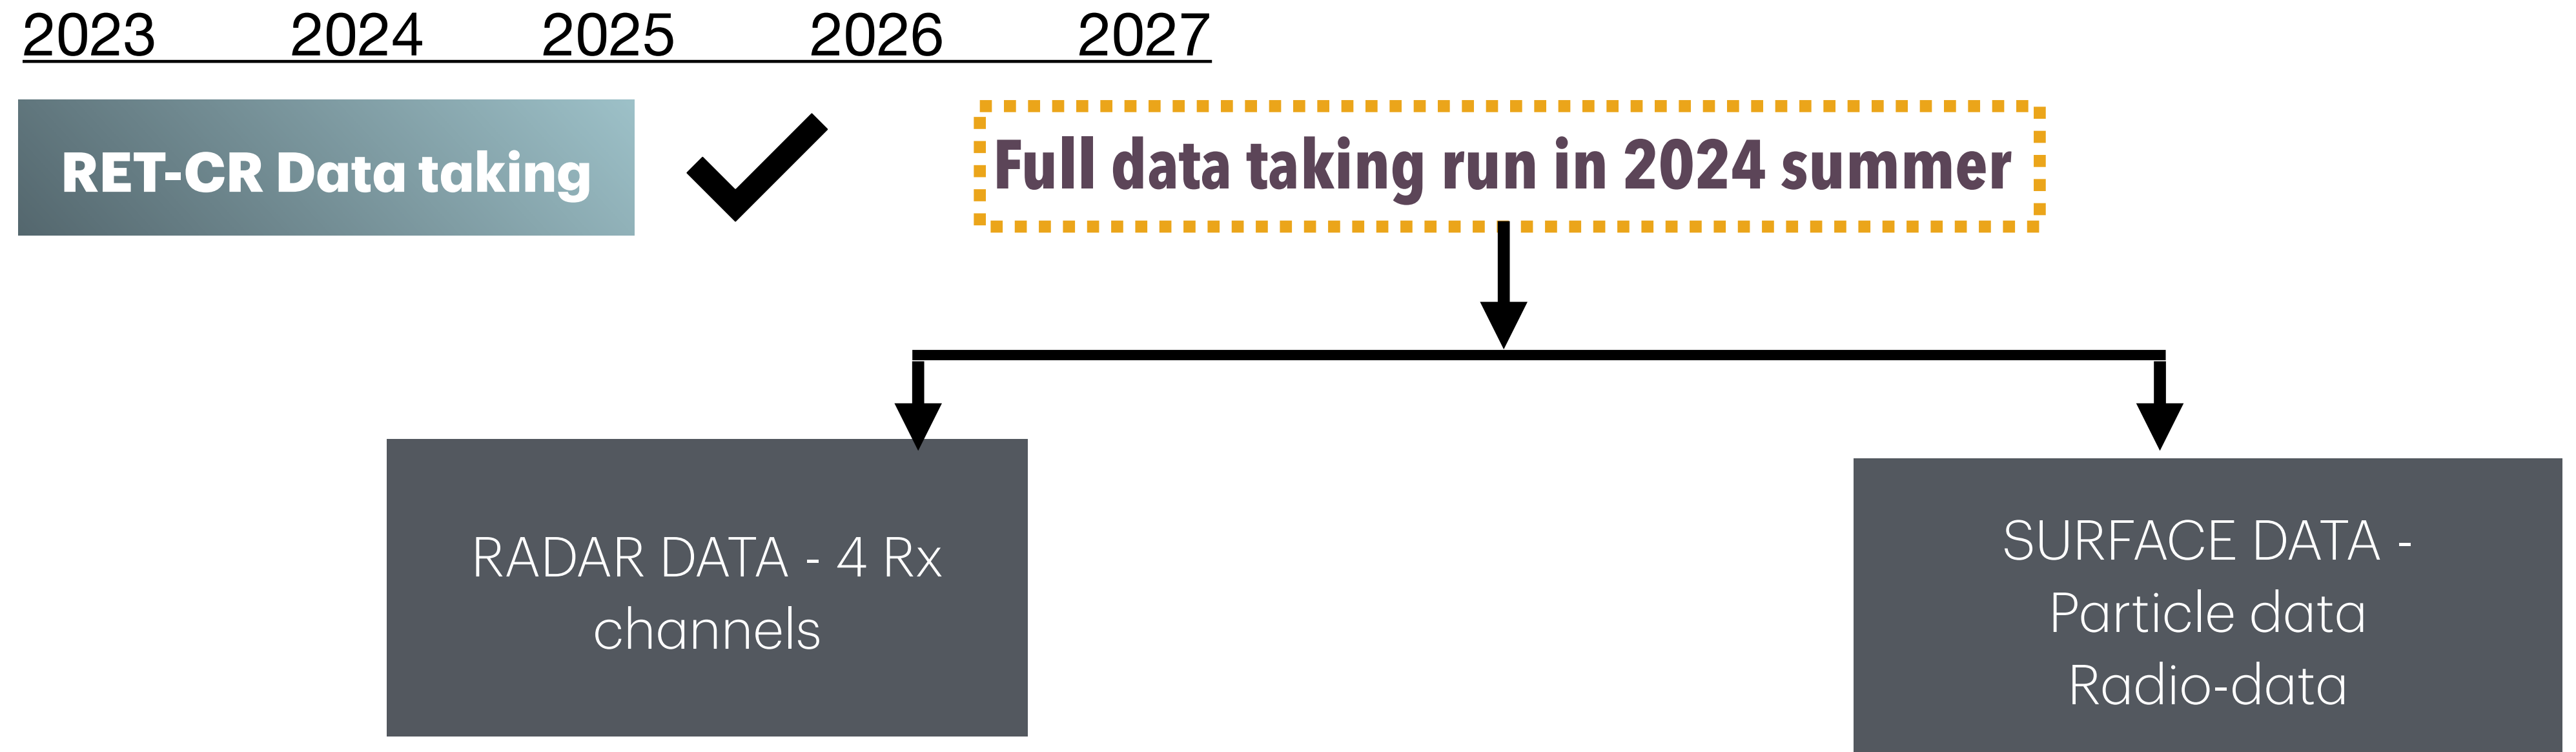 2023 2024 2025 2026 2027
RET-CR Data taking
Full data taking run in 2024 summer
RADAR DATA - 4 Rx
channels
SURFACE DATA -
Particle data
Radio-data